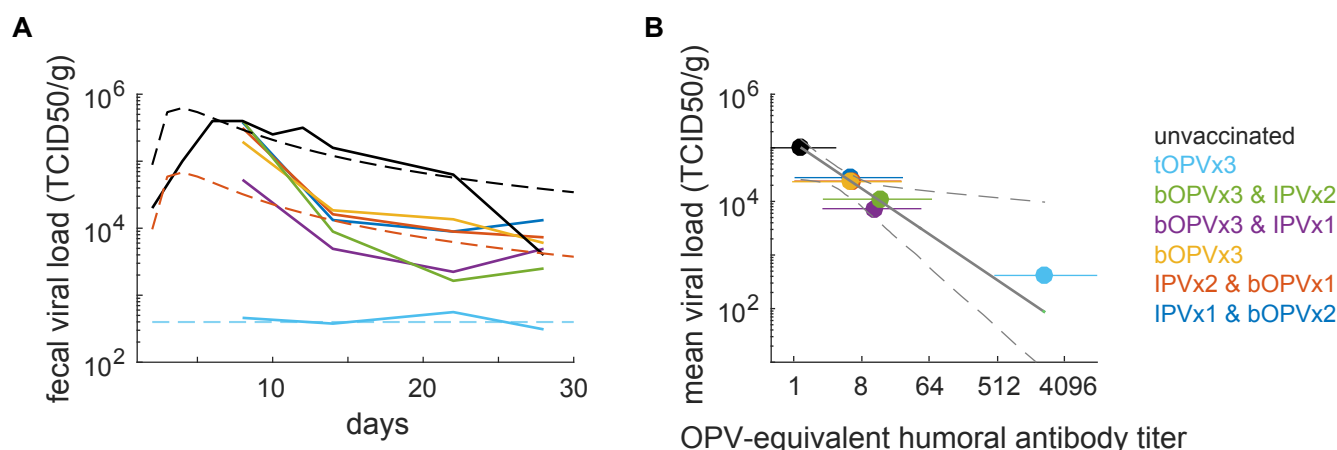 A
fecal viral load (TCID50/g)
10^6
10^4
10^2
10
20
30
days
B
mean viral load (TCID50/g)
10^6
10^4
10^2
1
8
64
512
4096
OPV-equivalent humoral antibody titer
unvaccinated
tOPVx3
bOPVx3 & IPVx2
bOPVx3 & IPVx1
bOPVx3
IPVx2 & bOPVx1
IPVx1 & bOPVx2